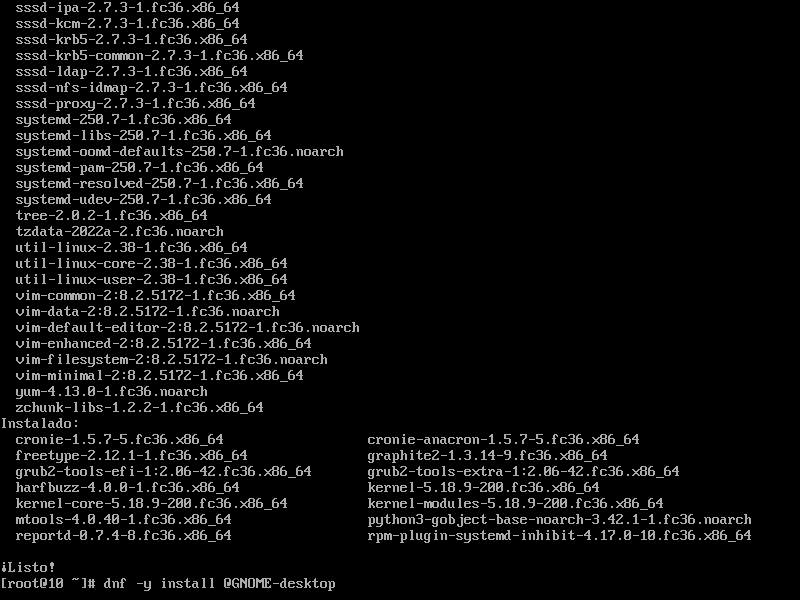 sssd-ipa-2.7.3-1.fc36.x86_64
sssd-kcm-2.7.3-1.fc36.x86_64
sssd-krb5-2.7.3-1.fc36.x86_64
sssd-krb5-common-2.7.3-1.fc36.x86_64
sssd-ldap-2.7.3-1.fc36.x86_64
sssd-nfs-idmap-2.7.3-1.fc36.x86_64
sssd-proxy-2.7.3-1.fc36.x86_64
systemd-250.7-1.fc36.x86_64
systemd-libs-250.7-1.fc36.x86_64
systemd-oomd-defaults-250.7-1.fc36.noarch
systemd-pam-250.7-1.fc36.x86_64
systemd-resolved-250.7-1.fc36.x86_64
systemd-udev-250.7-1.fc36.x86_64
tree-2.0.2-1.fc36.x86_64
tzdata-2022a-2.fc36.noarch
util-linux-2.38-1.fc36.x86_64
util-linux-core-2.38-1.fc36.x86_64
util-linux-user-2.38-1.fc36.x86_64
vim-common-2:8.2.5172-1.fc36.x86_64
vim-data-2:8.2.5172-1.fc36.noarch
vim-default-editor-2:8.2.5172-1.fc36.noarch
vim-enhanced-2:8.2.5172-1.fc36.x86_64
vim-filesystem-2:8.2.5172-1.fc36.noarch
vim-minimal-2:8.2.5172-1.fc36.x86_64
yum-4.13.0-1.fc36.noarch
zchunk-libs-1.2.2-1.fc36.x86_64
Instalado:
cronie-1.5.7-5.fc36.x86_64 cronie-anacron-1.5.7-5.fc36.x86_64
freetype-2.12.1-1.fc36.x86_64 graphite2-1.3.14-9.fc36.x86_64
grub2-tools-efi-1:2.06-42.fc36.x86_64 grub2-tools-extra-1:2.06-42.fc36.x86_64
harfbuzz-4.0.0-1.fc36.x86_64 kernel-5.18.9-200.fc36.x86_64
kernel-core-5.18.9-200.fc36.x86_64 kernel-modules-5.18.9-200.fc36.x86_64
mtools-4.0.40-1.fc36.x86_64 python3-gobject-base-noarch-3.42.1-1.fc36.noarch
reportd-0.7.4-8.fc36.x86_64 rpm-plugin-systemd-inhibit-4.17.0-10.fc36.x86_64
¡Listo!
[root@10 ~]# dnf -y install @GNOME-desktop